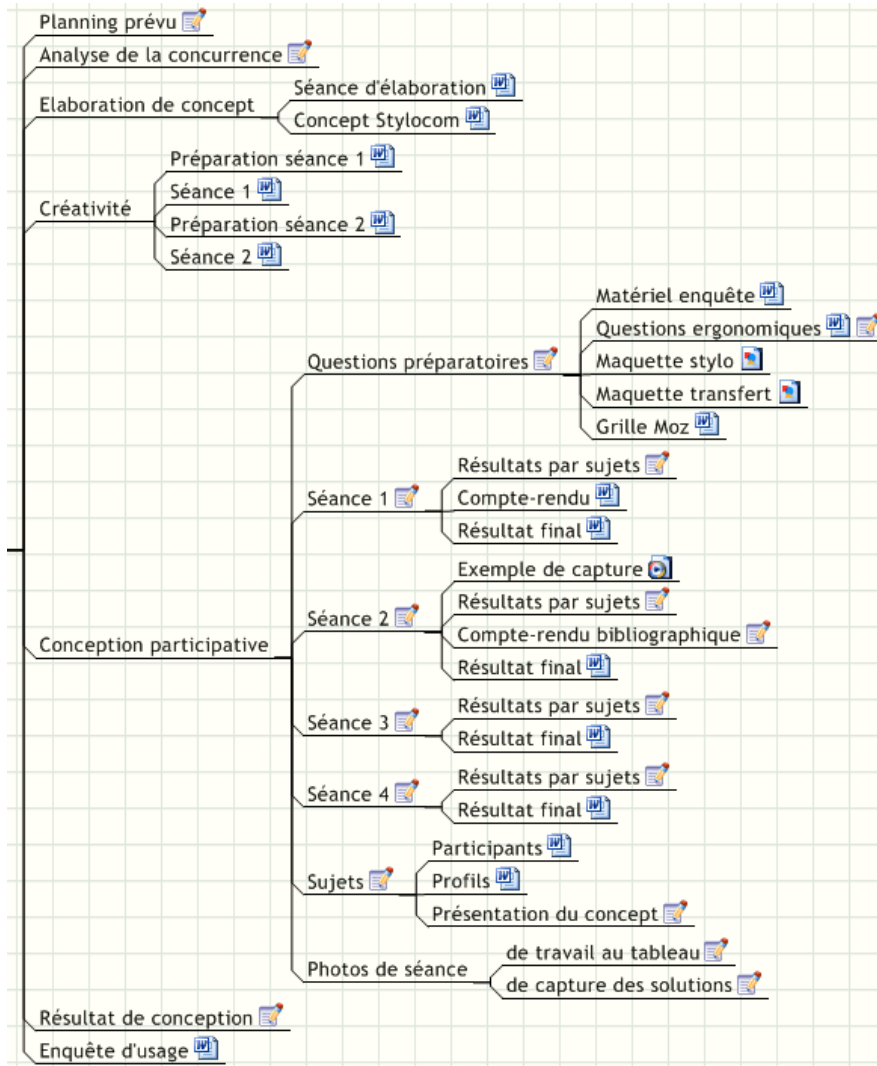 Planning prévu
Analyse de la concurrence
Elaboration de concept
Séance d'élaboration
Concept Stylocom
Créativité
Préparation séance 1
Séance 1
Préparation séance 2
Séance 2
Conception participative
Questions préparatoires
Matériel enquête
Questions ergonomiques
Maquette stylo
Maquette transfert
Grille Moz
Séance 1
Résultats par sujets
Compte-rendu
Résultat final
Séance 2
Exemple de capture
Résultats par sujets
Compte-rendu bibliographique
Résultat final
Séance 3
Résultats par sujets
Résultat final
Séance 4
Résultats par sujets
Résultat final
Sujets
Participants
Profils
Présentation du concept
Photos de séance
de travail au tableau
de capture des solutions
Résultat de conception
Enquête d'usage